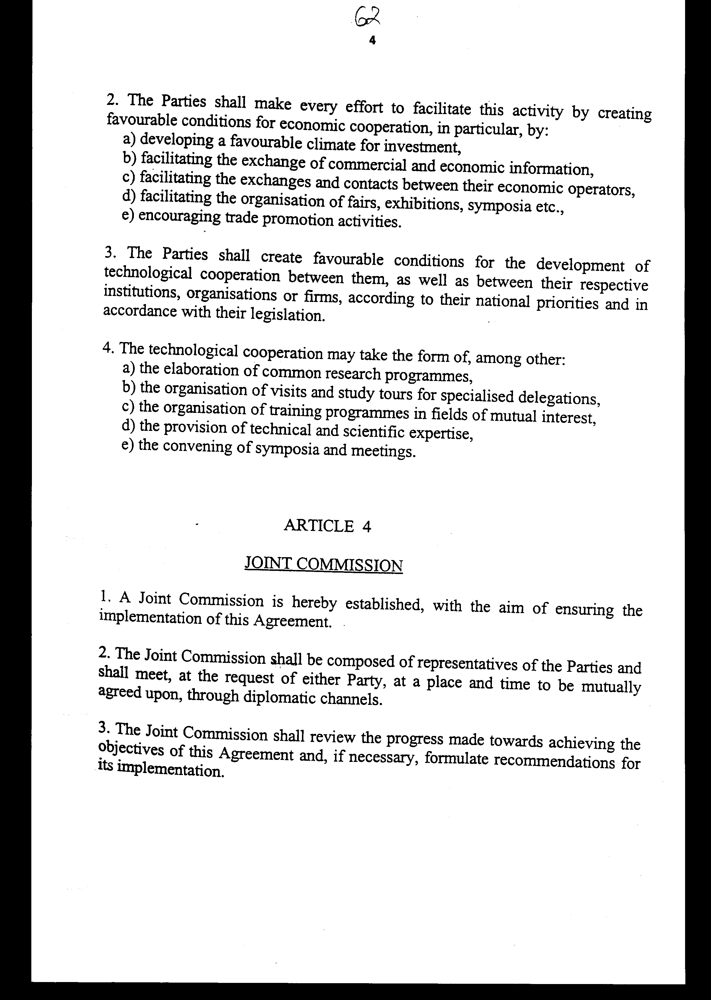 62
4
2. The Parties shall make every effort to facilitate this activity by creating
favourable conditions for economic cooperation, in particular, by:
a) developing a favourable climate for investment,
b) facilitating the exchange of commercial and economic information,
c) facilitating the exchanges and contacts between their economic operators,
d) facilitating the organisation of fairs, exhibitions, symposia etc.,
e) encouraging trade promotion activities.
3. The Parties shall create favourable conditions for the development of
technological cooperation between them, as well as between their respective
institutions, organisations or firms, according to their national priorities and in
accordance with their legislation.
4. The technological cooperation may take the form of, among other:
a) the elaboration of common research programmes,
b) the organisation of visits and study tours for specialised delegations,
c) the organisation of training programmes in fields of mutual interest,
d) the provision of technical and scientific expertise,
e) the convening of symposia and meetings.
ARTICLE 4
JOINT COMMISSION
1. A Joint Commission is hereby established, with the aim of ensuring the
implementation of this Agreement.
2. The Joint Commission shall be composed of representatives of the Parties and
shall meet, at the request of either Party, at a place and time to be mutually
agreed upon, through diplomatic channels.
3. The Joint Commission shall review the progress made towards achieving the
objectives of this Agreement and, if necessary, formulate recommendations for
its implementation.